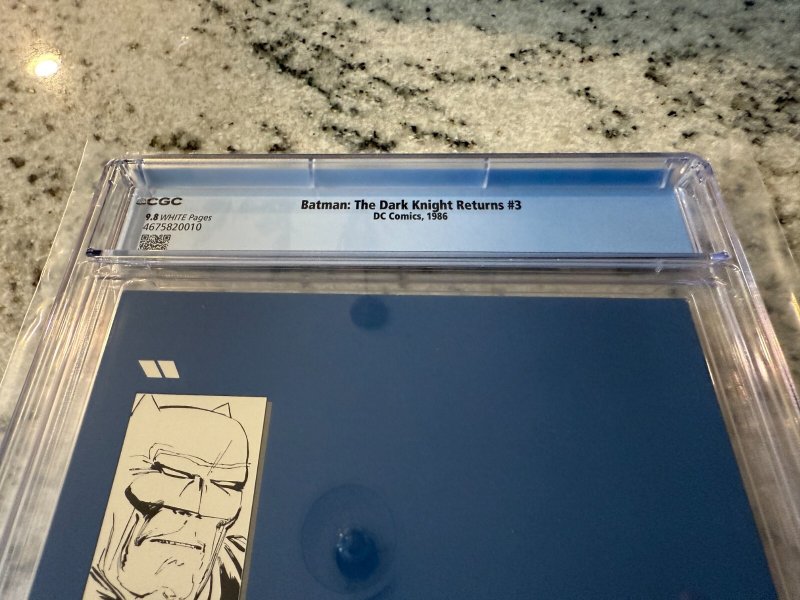 CGC
Batman: The Dark Knight Returns #3
DC Comics, 1986
9.8 WHITE Pages
4675820010